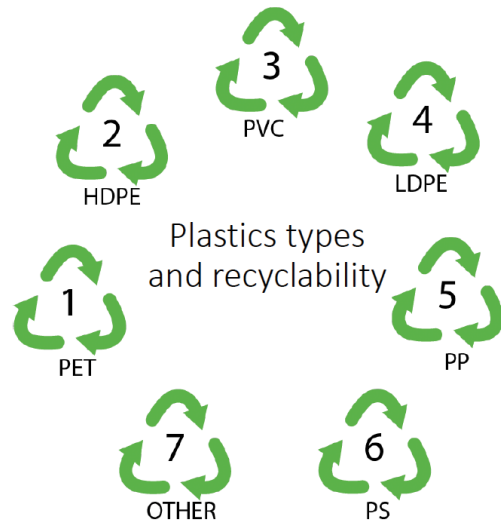 3
PVC
2
HDPE
4
LDPE
Plastics types
and recyclability
1
PET
5
PP
7
OTHER
6
PS